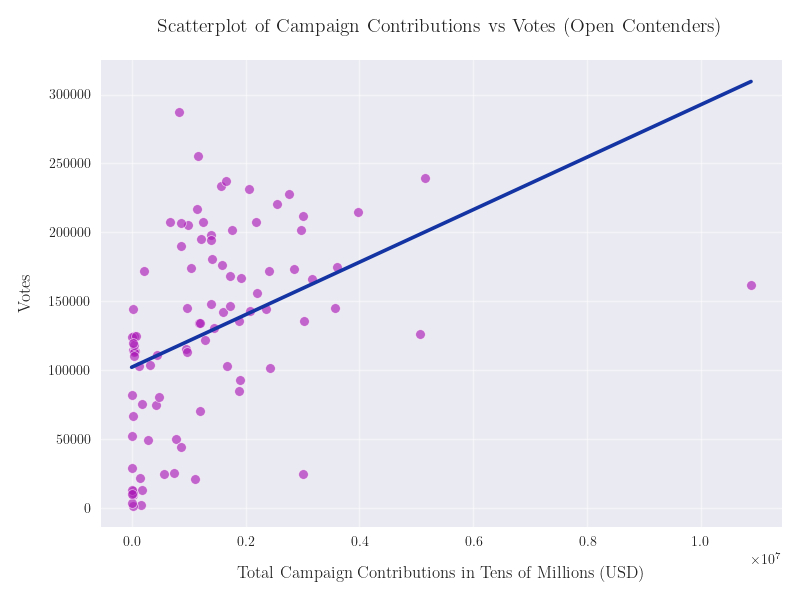 Scatterplot of Campaign Contributions vs Votes (Open Contenders)
300000
250000
200000
150000
100000
50000
0
Votes
0.0 0.2 0.4 0.6 0.8 1.0
×10⁷
Total Campaign Contributions in Tens of Millions (USD)